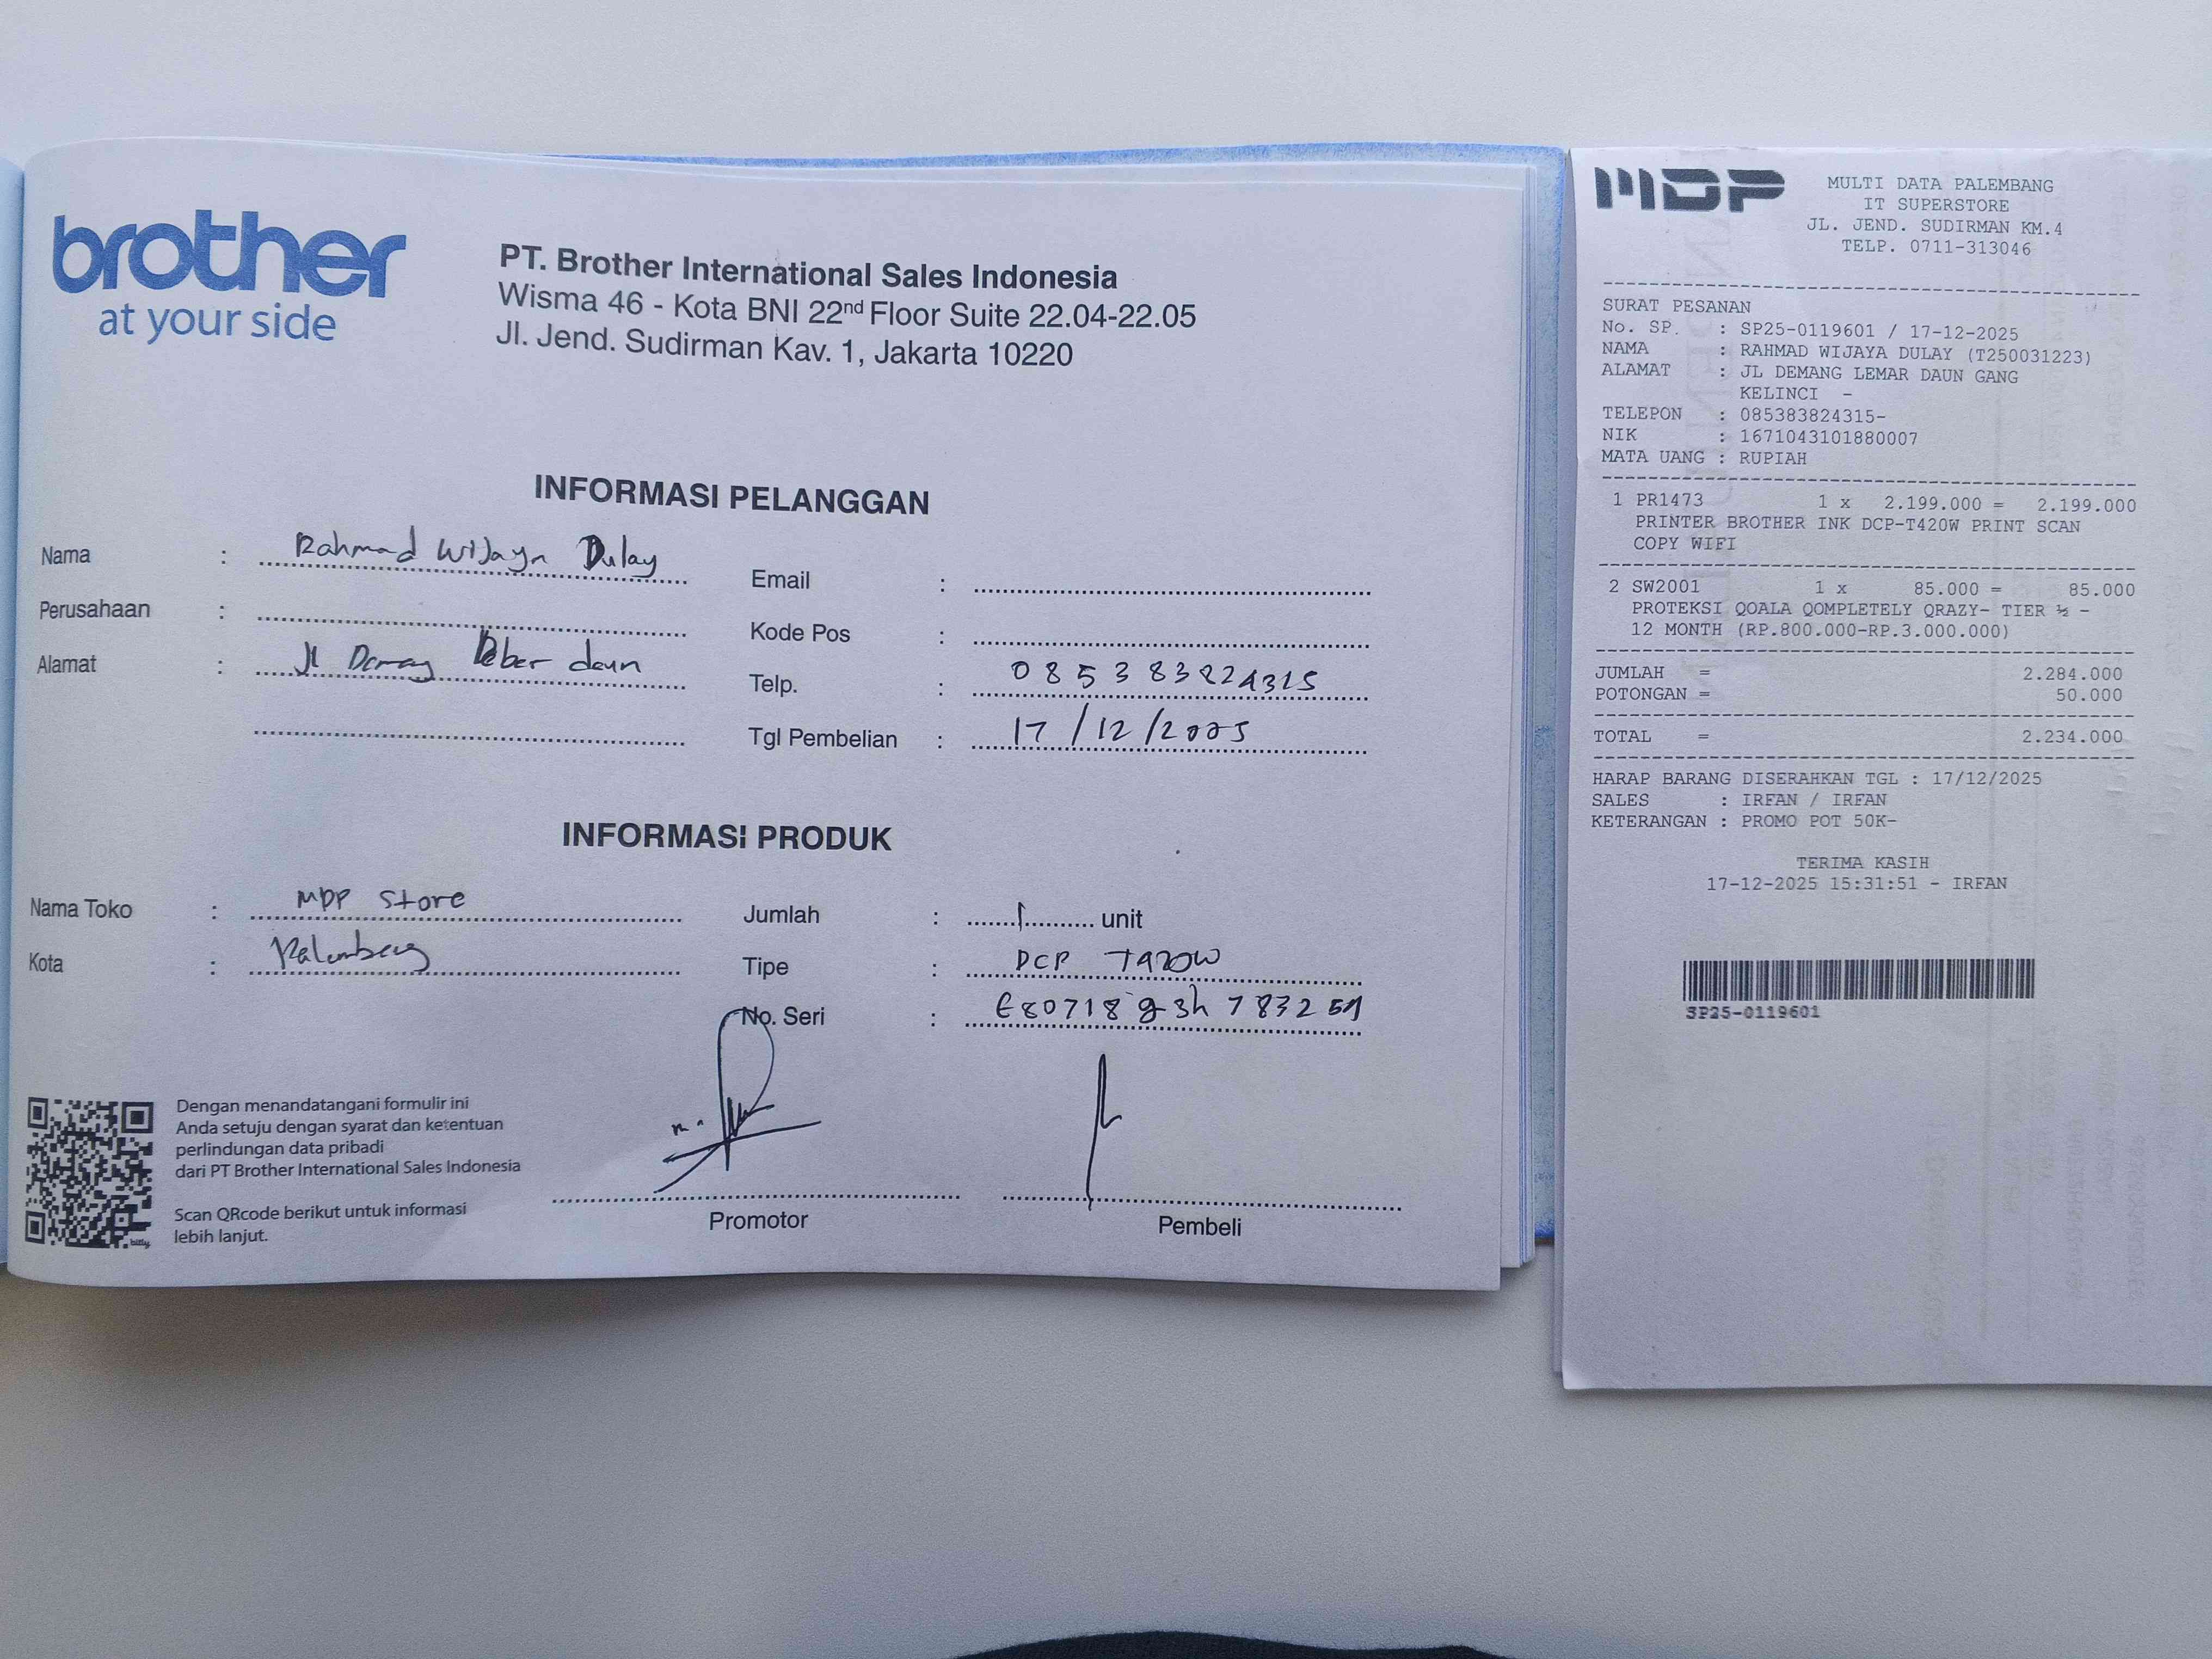 brother
at your side
PT. Brother International Sales Indonesia
Wisma 46 - Kota BNI 22nd Floor Suite 22.04-22.05
Jl. Jend. Sudirman Kav. 1, Jakarta 10220
INFORMASI PELANGGAN
Nama : Rahmad Wijaya Dulay
Perusahaan :
Alamat : Jl Demang Leber daun
Email :
Kode Pos :
Telp. : 085383824315
Tgl Pembelian : 17/12/2025
INFORMASI PRODUK
Nama Toko : MDP Store
Kota : Palembang
Jumlah : 1 unit
Tipe : DCP T420W
No. Seri : E80718
Dengan menandatangani formulir ini
Anda setuju dengan syarat dan ketentuan
perlindungan data pribadi
dari PT Brother International Sales Indonesia
Scan QRcode berikut untuk informasi
lebih lanjut.
bitly
Promotor
Pembeli
MDP
MULTI DATA PALEMBANG
IT SUPERSTORE
JL. JEND. SUDIRMAN KM.4
TELP. 0711-313046
SURAT PESANAN
No. SP. : SP25-0119601 / 17-12-2025
NAMA : RAHMAD WIJAYA DULAY (T250031223)
ALAMAT : JL DEMANG LEMAR DAUN GANG
KELINCI -
TELEPON : 085383824315-
NIK : 1671043101880007
MATA UANG : RUPIAH
1 PR1473 1 x 2.199.000 = 2.199.000
PRINTER BROTHER INK DCP-T420W PRINT SCAN
COPY WIFI
2 SW2001 1 x 85.000 = 85.000
PROTEKSI QOALA QOMPLETELY QRAZY- TIER ½ -
12 MONTH (RP.800.000-RP.3.000.000)
JUMLAH = 2.284.000
POTONGAN = 50.000
TOTAL = 2.234.000
HARAP BARANG DISERAHKAN TGL : 17/12/2025
SALES : IRFAN / IRFAN
KETERANGAN : PROMO POT 50K-
TERIMA KASIH
17-12-2025 15:31:51 - IRFAN
SP25-0119601